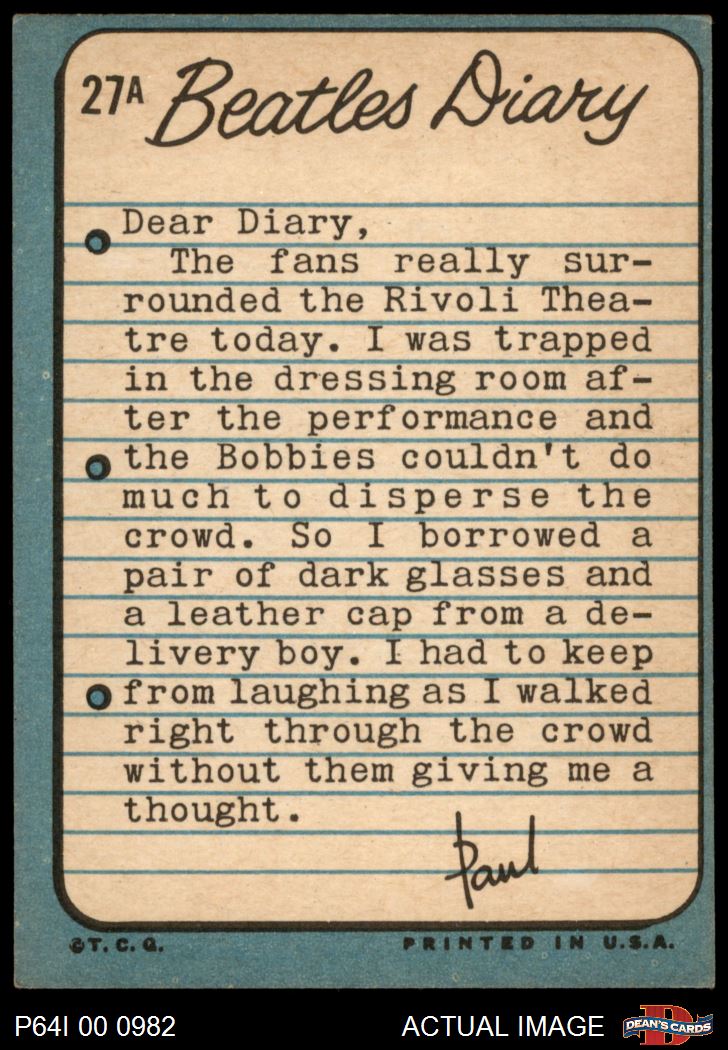 27A Beatles Diary
Dear Diary,
The fans really sur-
rounded the Rivoli Thea-
tre today. I was trapped
in the dressing room af-
ter the performance and
the Bobbies couldn't do
much to disperse the
crowd. So I borrowed a
pair of dark glasses and
a leather cap from a de-
livery boy. I had to keep
from laughing as I walked
right through the crowd
without them giving me a
thought.
Paul
©T.C.G. PRINTED IN U.S.A.
P64I 00 0982 ACTUAL IMAGE D DEAN'S CARDS